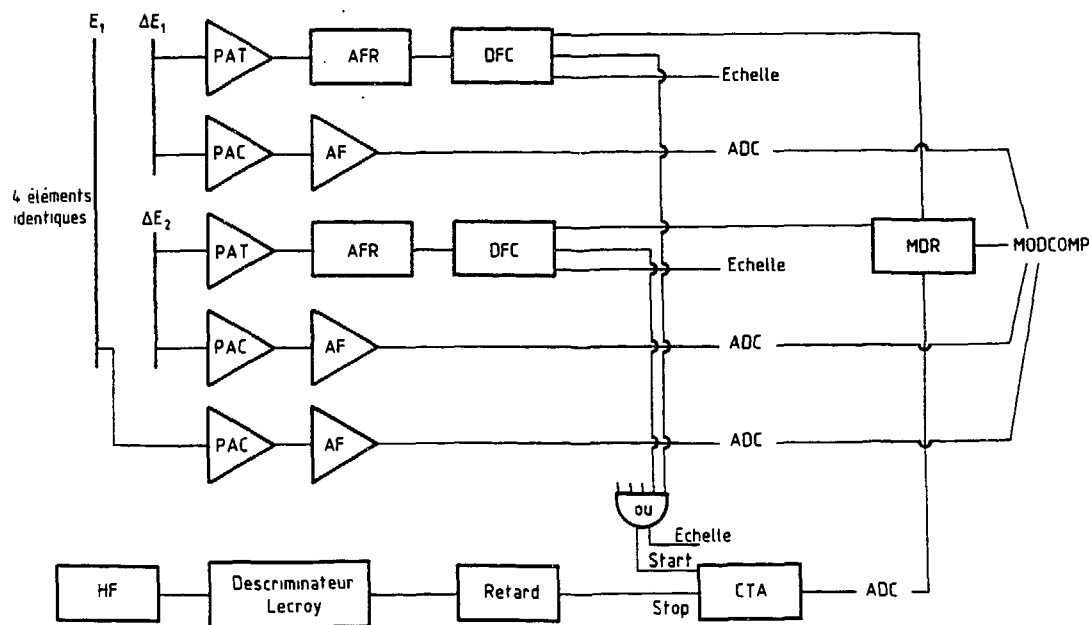 E₁ ΔE₁
PAT AFR DFC
Echelle
PAC AF ADC
4 éléments
identiques
ΔE₂
PAT AFR DFC MDR MODCOMP
Echelle
PAC AF ADC
PAC AF ADC
ou
Echelle
Start
HF Descriminateur Lecroy Retard Stop CTA ADC